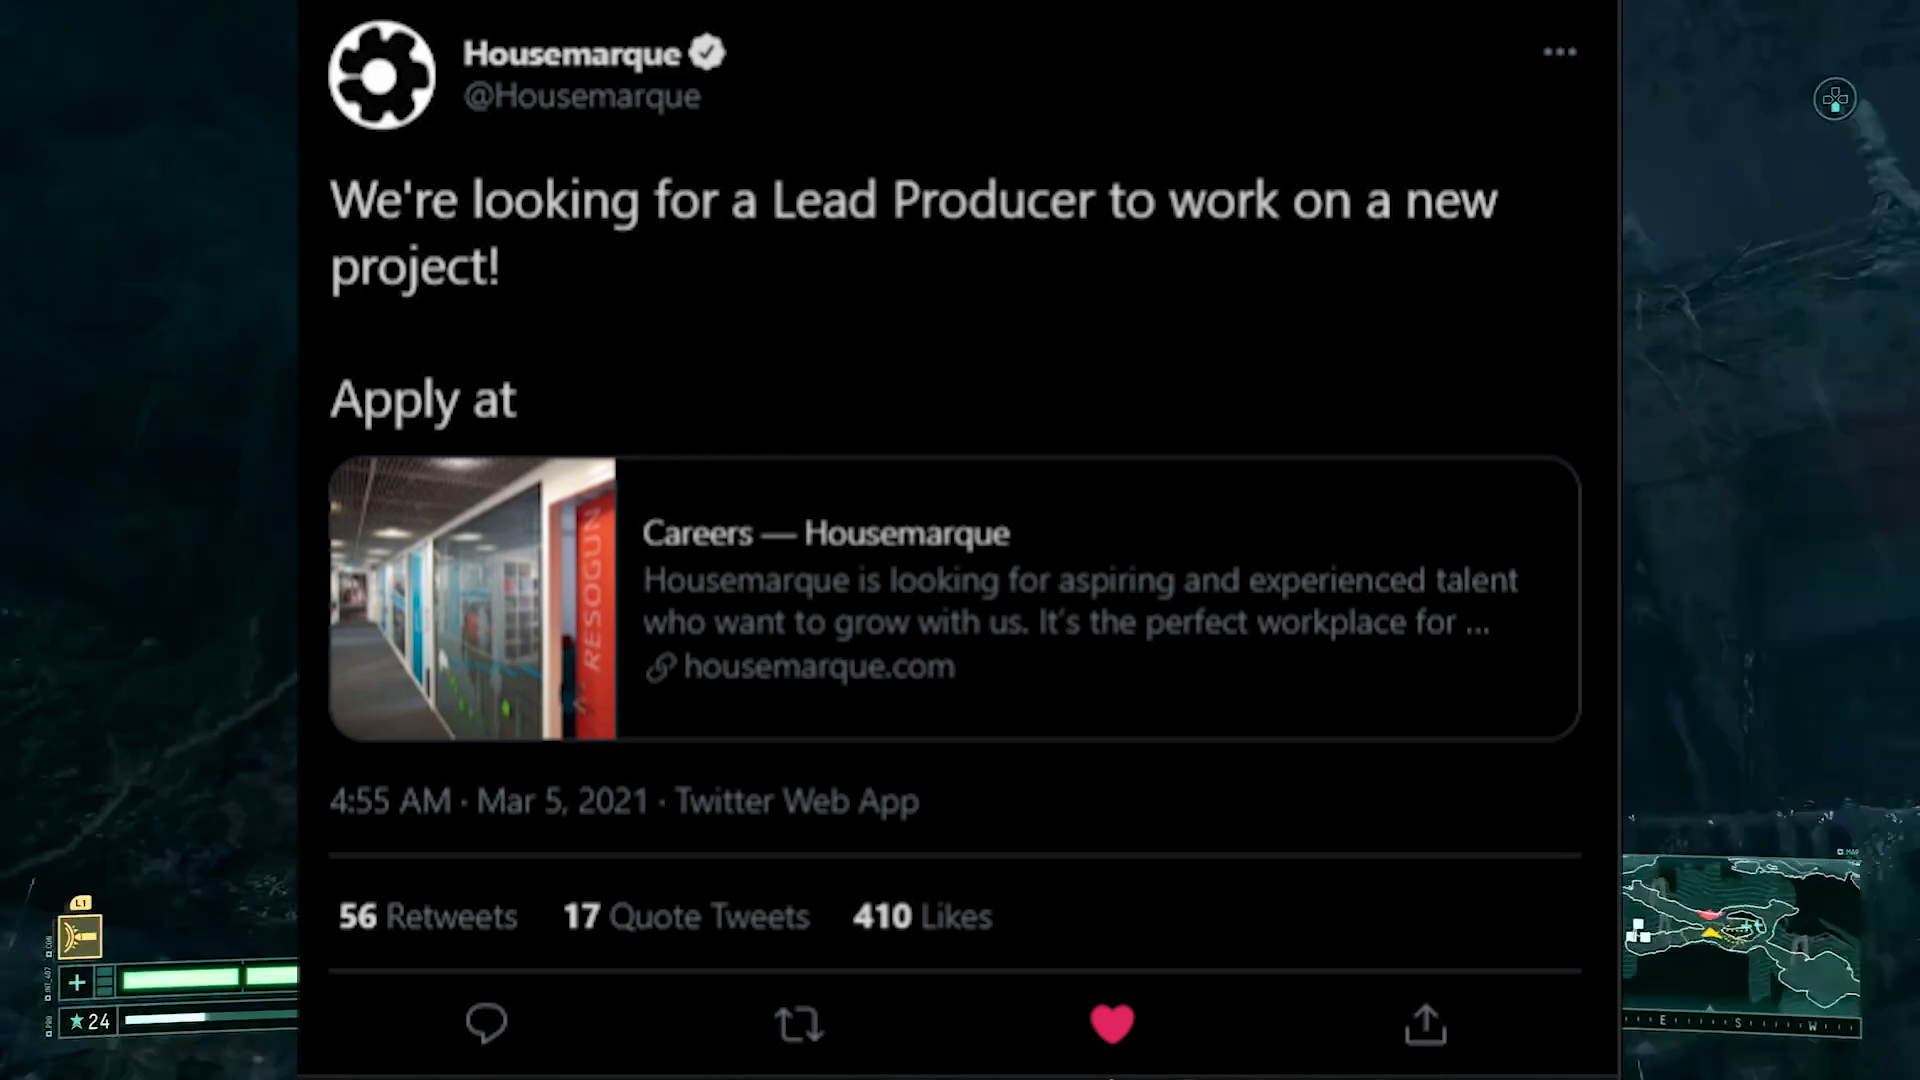 Housemarque
@Housemarque
We're looking for a Lead Producer to work on a new
project!
Apply at
RESOGUN
Careers — Housemarque
Housemarque is looking for aspiring and experienced talent
who want to grow with us. It's the perfect workplace for ...
housemarque.com
4:55 AM · Mar 5, 2021 · Twitter Web App
56 Retweets 17 Quote Tweets 410 Likes
L1
24
MAP
E S W